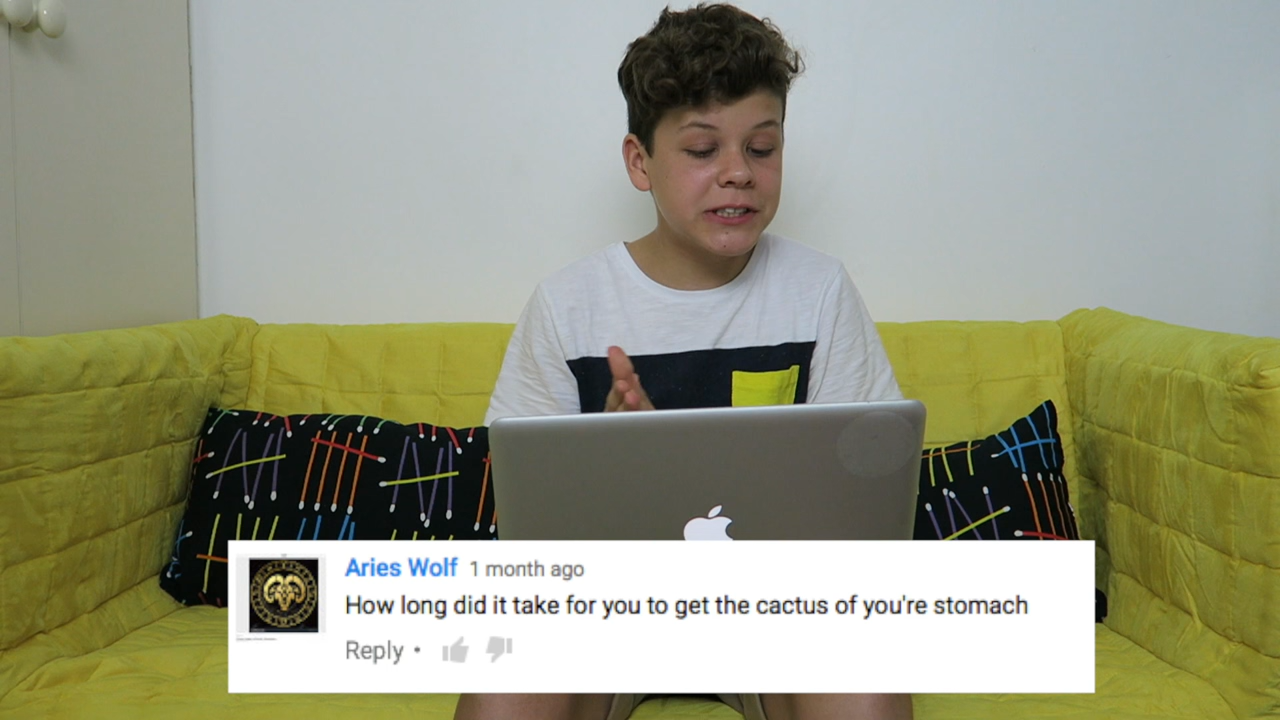 Aries Wolf 1 month ago
How long did it take for you to get the cactus of you're stomach
Reply •